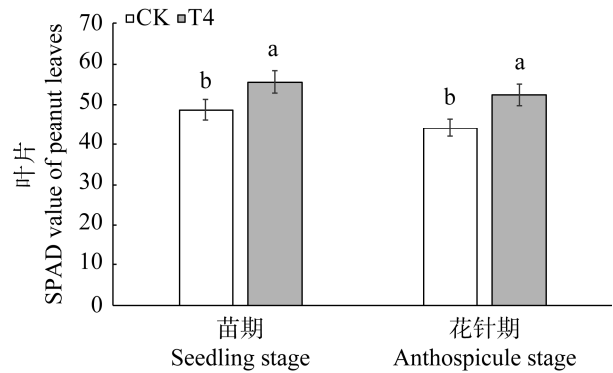 CK T4
70
60
50
40
30
20
10
0
叶片
SPAD value of peanut leaves
b
a
b
a
苗期
花针期
Seedling stage
Anthospicule stage